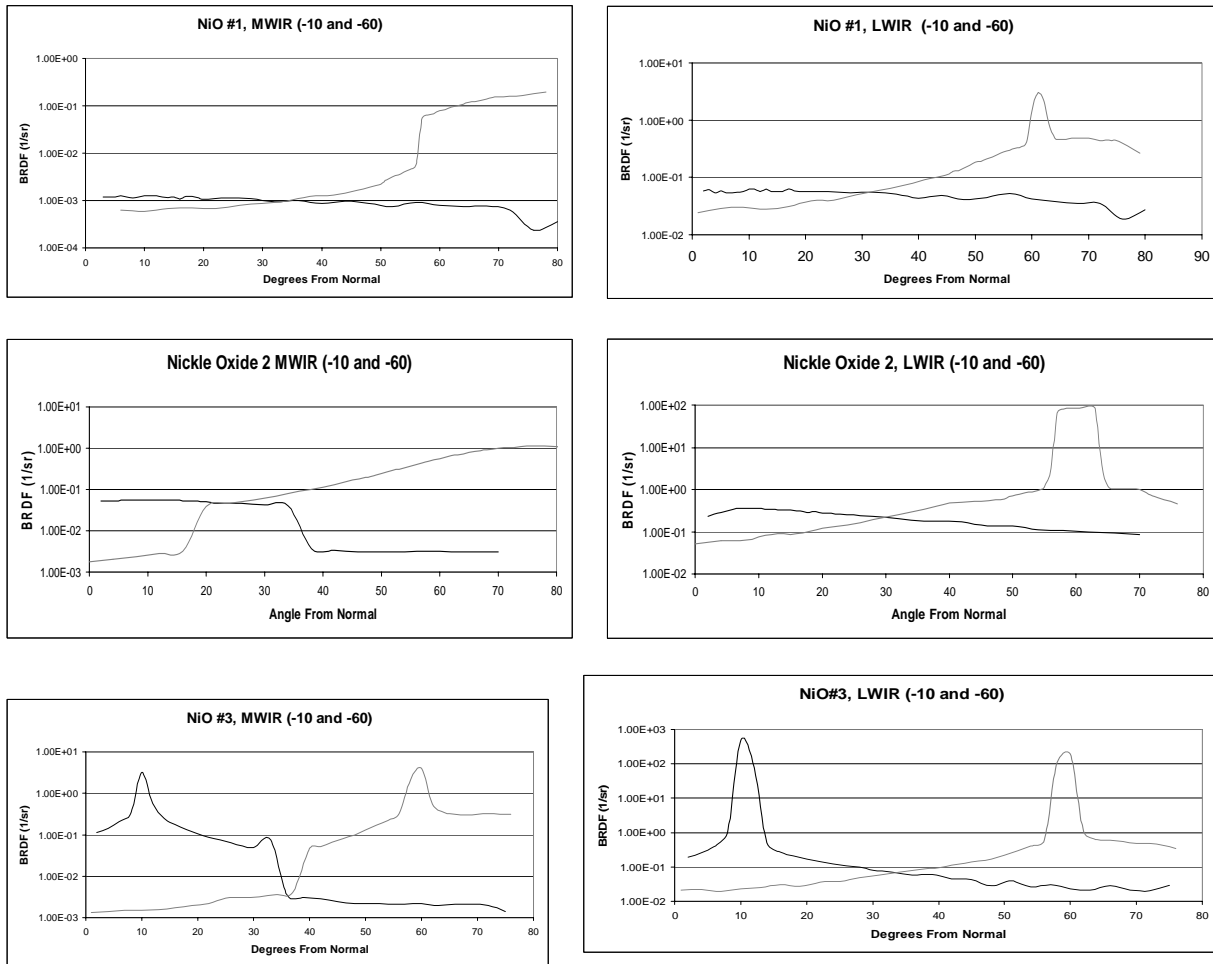 NiO #1, MWIR (-10 and -60)
1.00E+00
1.00E-01
1.00E-02
1.00E-03
1.00E-04
BRDF (1/sr)
0 10 20 30 40 50 60 70 80
Degrees From Normal
NiO #1, LWIR (-10 and -60)
1.00E+01
1.00E+00
1.00E-01
1.00E-02
BRDF (1/sr)
0 10 20 30 40 50 60 70 80 90
Degrees From Normal
Nickle Oxide 2 MWIR (-10 and -60)
1.00E+01
1.00E+00
1.00E-01
1.00E-02
1.00E-03
BRDF (1/sr)
0 10 20 30 40 50 60 70 80
Angle From Normal
Nickle Oxide 2, LWIR (-10 and -60)
1.00E+02
1.00E+01
1.00E+00
1.00E-01
1.00E-02
BRDF (1/sr)
0 10 20 30 40 50 60 70 80
Angle From Normal
NiO #3, MWIR (-10 and -60)
1.00E+01
1.00E+00
1.00E-01
1.00E-02
1.00E-03
BRDF (1/sr)
0 10 20 30 40 50 60 70 80
Degrees From Normal
NiO#3, LWIR (-10 and -60)
1.00E+03
1.00E+02
1.00E+01
1.00E+00
1.00E-01
1.00E-02
BRDF (1/sr)
0 10 20 30 40 50 60 70 80
Degrees From Normal